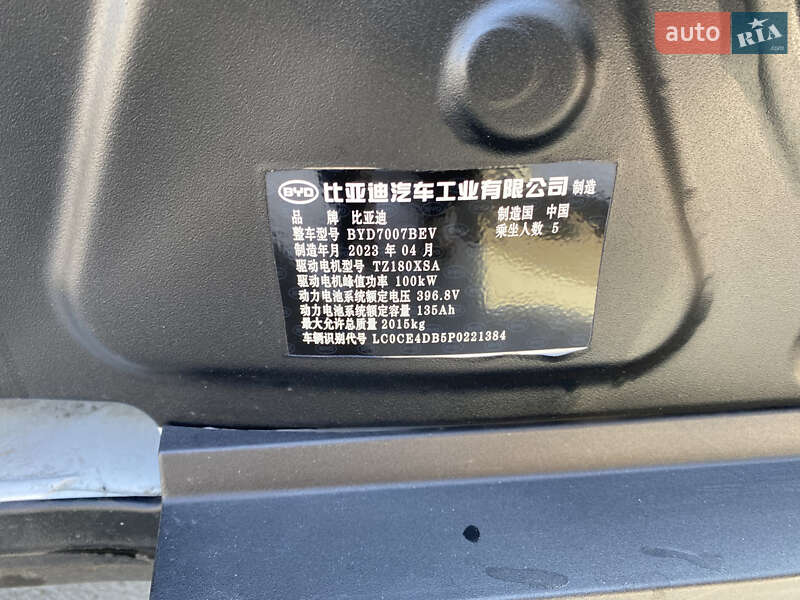 auto RIA.com
BYD 比亚迪汽车工业有限公司 制造
品 牌 比亚迪 制造国 中国
整车型号 BYD7007BEV 乘坐人数 5
制造年月 2023 年 04 月
驱动电机型号 TZ180XSA
驱动电机峰值功率 100kW
动力电池系统额定电压 396.8V
动力电池系统额定容量 135Ah
最大允许总质量 2015kg
车辆识别代号 LC0CE4DB5P0221384